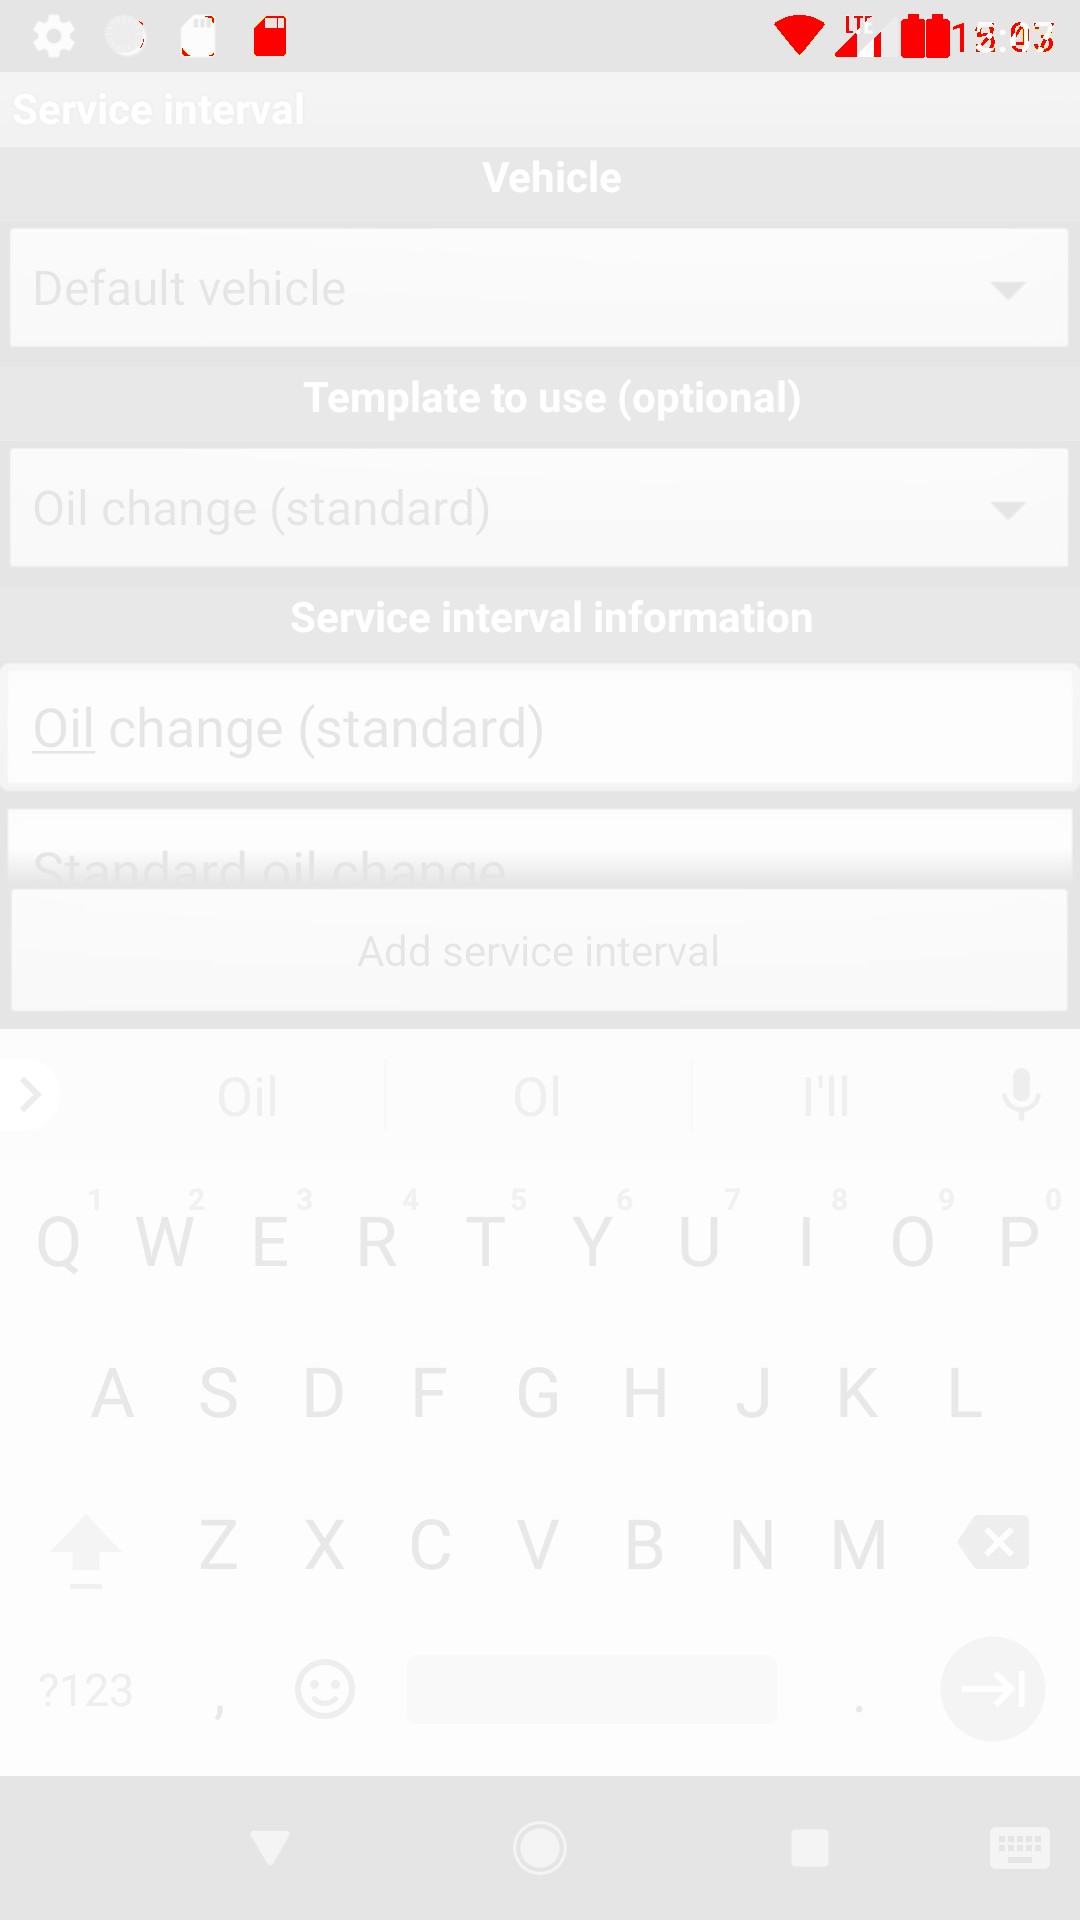 LTE
Service interval
Vehicle
Default vehicle
Template to use (optional)
Oil change (standard)
Service interval information
Oil change (standard)
Standard oil change
Add service interval
Oil Ol I'll
1 2 3 4 5 6 7 8 9 0
Q W E R T Y U I O P
A S D F G H J K L
Z X C V B N M
?123 , .